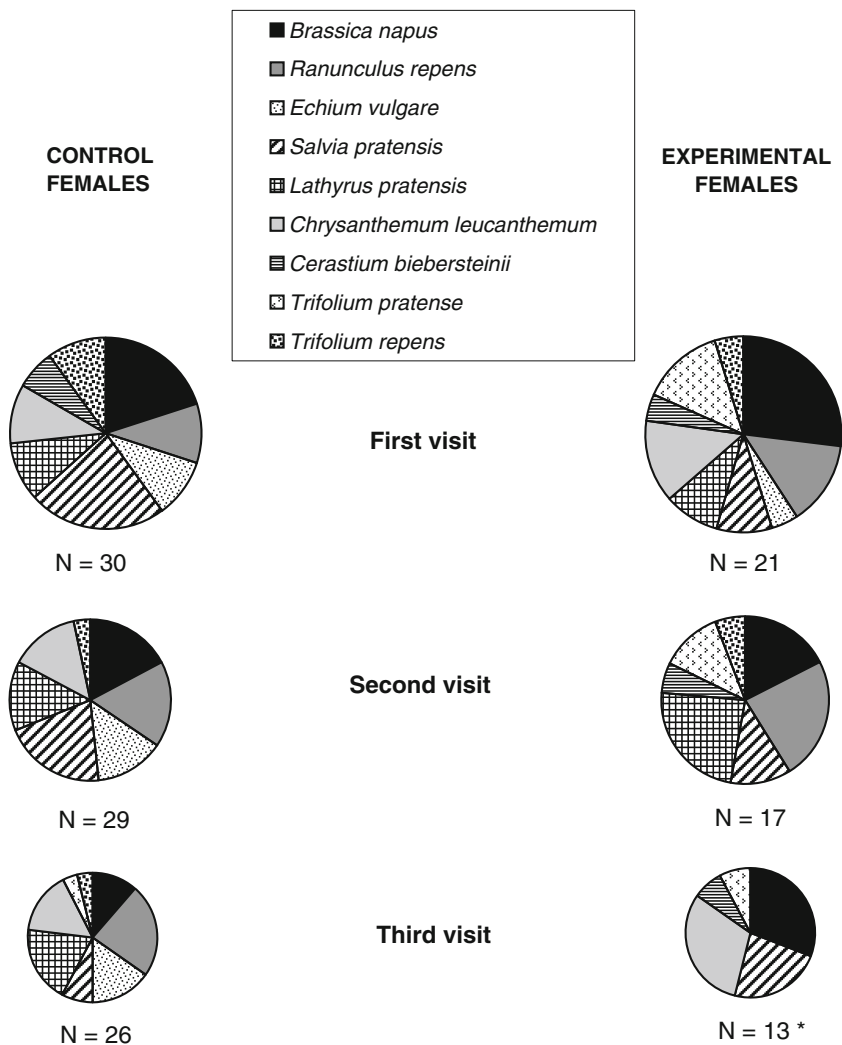 Brassica napus
Ranunculus repens
Echium vulgare
Salvia pratensis
Lathyrus pratensis
Chrysanthemum leucanthemum
Cerastium biebersteinii
Trifolium pratense
Trifolium repens
CONTROL
FEMALES
EXPERIMENTAL
FEMALES
First visit
N = 30
N = 21
Second visit
N = 29
N = 17
Third visit
N = 26
N = 13 *